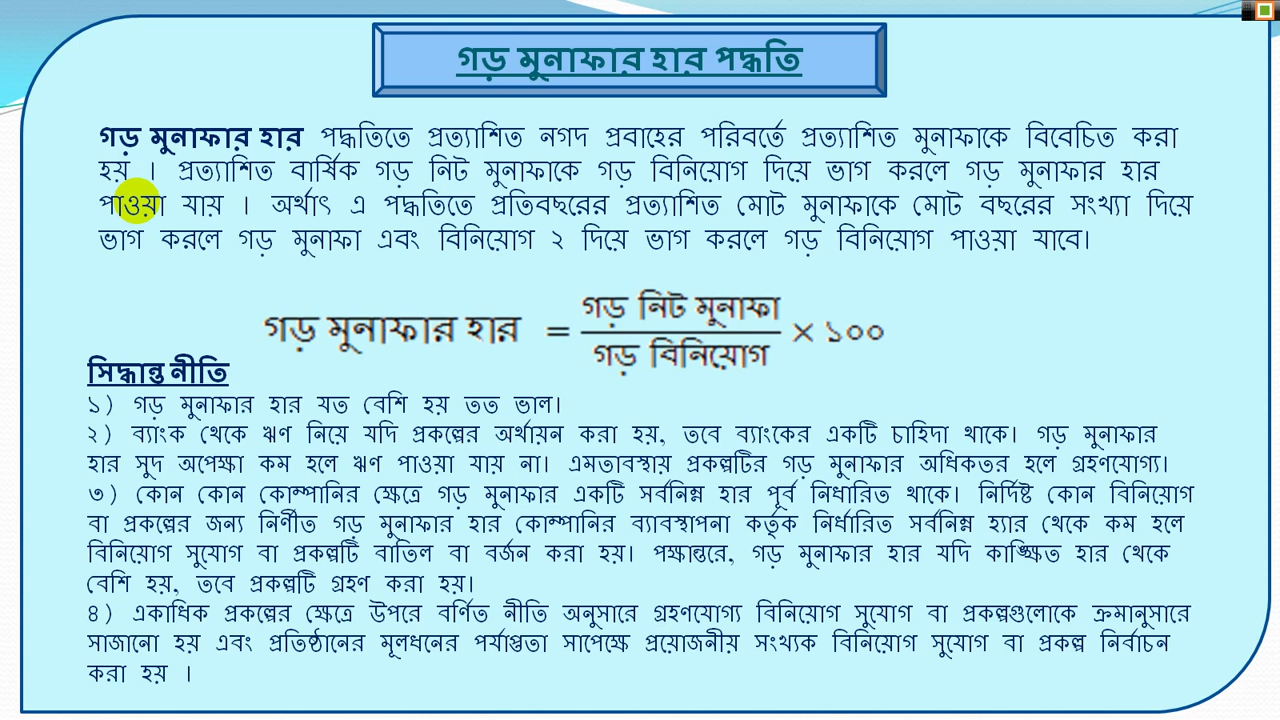 গড় মুনাফার হার পদ্ধতি
গড় মুনাফার হার পদ্ধতিতে প্রত্যাশিত নগদ প্রবাহের পরিবর্তে প্রত্যাশিত মুনাফাকে বিবেচিত করা
হয় । প্রত্যাশিত বার্ষিক গড় নিট মুনাফাকে গড় বিনিয়োগ দিয়ে ভাগ করলে গড় মুনাফার হার
পাওয়া যায় । অর্থাৎ এ পদ্ধতিতে প্রতিবছরের প্রত্যাশিত মোট মুনাফাকে মোট বছরের সংখ্যা দিয়ে
ভাগ করলে গড় মুনাফা এবং বিনিয়োগ ২ দিয়ে ভাগ করলে গড় বিনিয়োগ পাওয়া যাবে।
গড় নিট মুনাফা
গড় মুনাফার হার = × ১০০
গড় বিনিয়োগ
সিদ্ধান্ত নীতি
১) গড় মুনাফার হার যত বেশি হয় তত ভাল।
২) ব্যাংক থেকে ঋণ নিয়ে যদি প্রকল্পের অর্থায়ন করা হয়, তবে ব্যাংকের একটি চাহিদা থাকে। গড় মুনাফার
হার সুদ অপেক্ষা কম হলে ঋণ পাওয়া যায় না। এমতাবস্থায় প্রকল্পটির গড় মুনাফার অধিকতর হলে গ্রহণযোগ্য।
৩) কোন কোন কোম্পানির ক্ষেত্রে গড় মুনাফার একটি সর্বনিম্ন হার পূর্ব নিধারিত থাকে। নির্দিষ্ট কোন বিনিয়োগ
বা প্রকল্পের জন্য নির্ণীত গড় মুনাফার হার কোম্পানির ব্যাবস্থাপনা কর্তৃক নির্ধারিত সর্বনিম্ন হ্যার থেকে কম হলে
বিনিয়োগ সুযোগ বা প্রকল্পটি বাতিল বা বর্জন করা হয়। পক্ষান্তরে, গড় মুনাফার হার যদি কাঙ্ক্ষিত হার থেকে
বেশি হয়, তবে প্রকল্পটি গ্রহণ করা হয়।
৪) একাধিক প্রকল্পের ক্ষেত্রে উপরে বর্ণিত নীতি অনুসারে গ্রহণযোগ্য বিনিয়োগ সুযোগ বা প্রকল্পগুলোকে ক্রমানুসারে
সাজানো হয় এবং প্রতিষ্ঠানের মূলধনের পর্যাপ্ততা সাপেক্ষে প্রয়োজনীয় সংখ্যক বিনিয়োগ সুযোগ বা প্রকল্প নির্বাচন
করা হয় ।